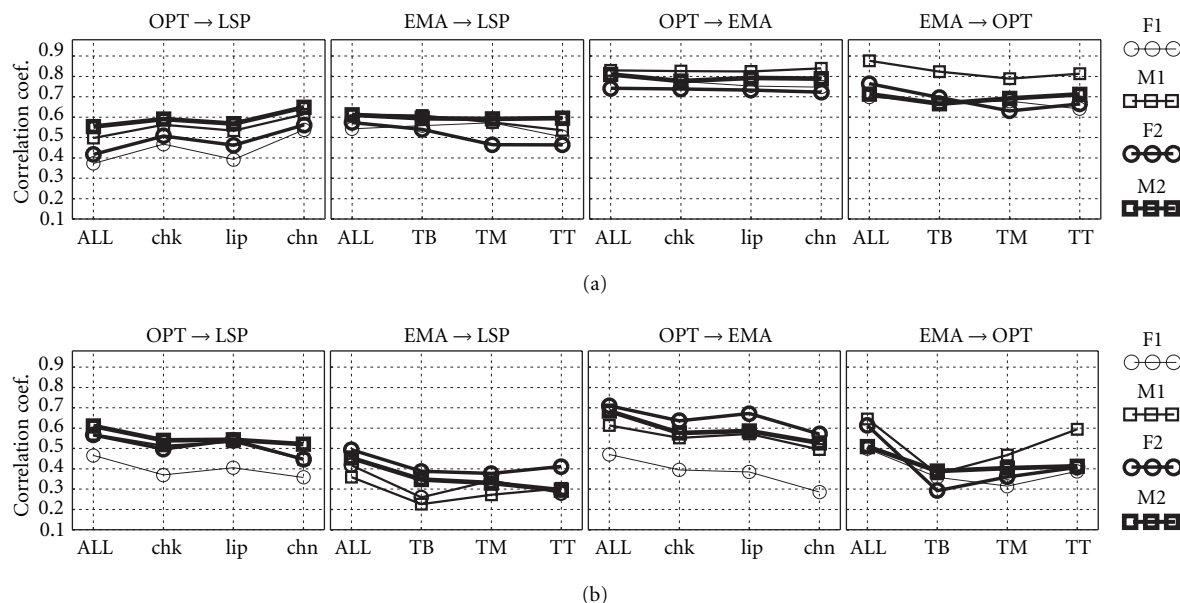 OPT → LSP EMA → LSP OPT → EMA EMA → OPT
Correlation coef.
0.9
0.8
0.7
0.6
0.5
0.4
0.3
0.2
0.1
ALL chk lip chn ALL TB TM TT ALL chk lip chn ALL TB TM TT
F1
M1
F2
M2
(a)
OPT → LSP EMA → LSP OPT → EMA EMA → OPT
Correlation coef.
0.9
0.8
0.7
0.6
0.5
0.4
0.3
0.2
0.1
ALL chk lip chn ALL TB TM TT ALL chk lip chn ALL TB TM TT
F1
M1
F2
M2
(b)